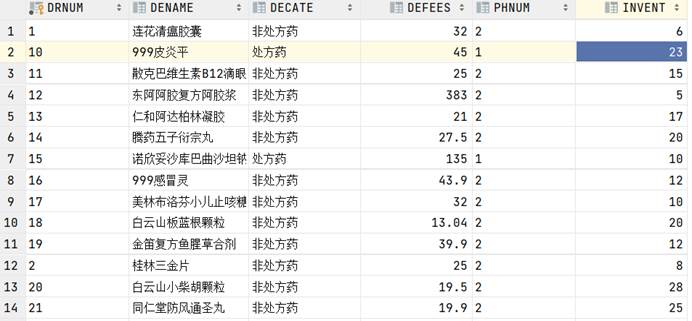 DRNUM DENAME DECATE DEFEES PHNUM INVENT
1 1 连花清瘟胶囊 非处方药 32 2 6
2 10 999皮炎平 处方药 45 1 23
3 11 散克巴维生素B12滴眼 非处方药 25 2 15
4 12 东阿阿胶复方阿胶浆 非处方药 383 2 5
5 13 仁和阿达柏林凝胶 非处方药 21 2 17
6 14 腾药五子衍宗丸 非处方药 27.5 2 20
7 15 诺欣妥沙库巴曲沙坦钠 处方药 135 1 10
8 16 999感冒灵 非处方药 43.9 2 12
9 17 美林布洛芬小儿止咳糖 非处方药 32 2 10
10 18 白云山板蓝根颗粒 非处方药 13.04 2 20
11 19 金笛复方鱼腥草合剂 非处方药 39.9 2 12
12 2 桂林三金片 非处方药 25 2 8
13 20 白云山小柴胡颗粒 非处方药 19.5 2 28
14 21 同仁堂防风通圣丸 非处方药 19.9 2 25